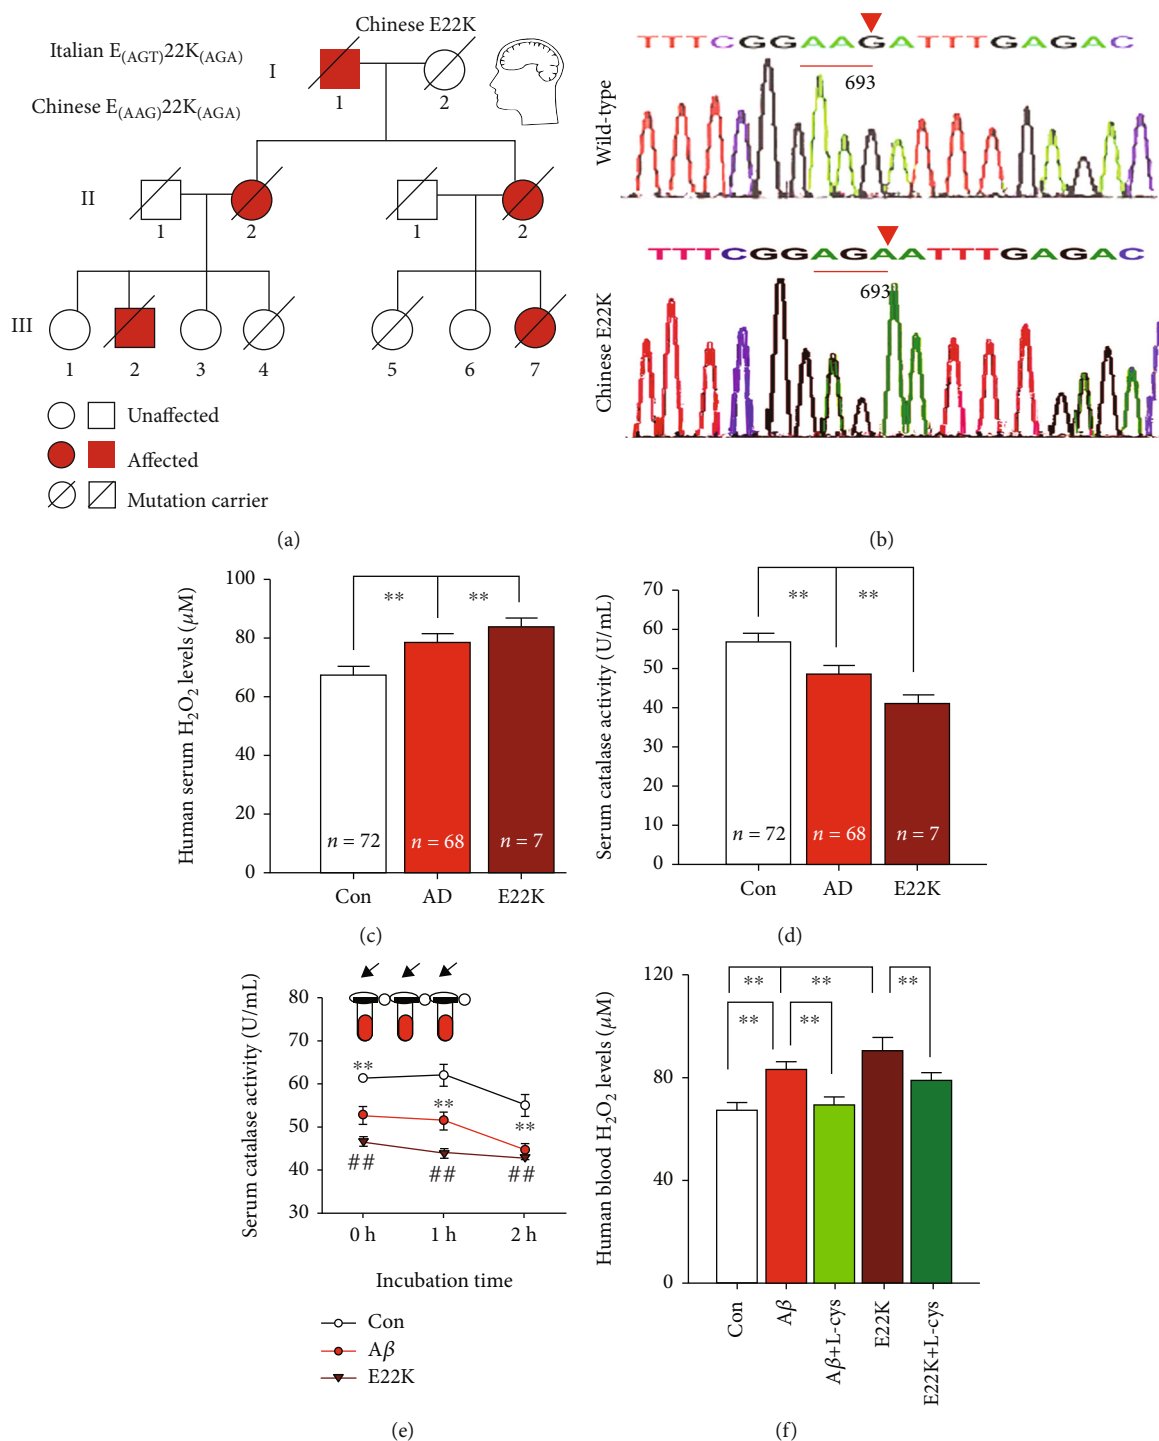 Chinese E22K
Italian E(AGT)22K(AGA)
Chinese E(AAG)22K(AGA)
I
1 2
II
1 2 1 2
III
1 2 3 4 5 6 7
Unaffected
Affected
Mutation carrier
(a)
TTTCGGAAGATTTGAGAC
693
Wild-type
TTTCGGAGAAATTTGAGAC
693
Chinese E22K
(b)
Human serum H2O2 levels (μM)
100
80
60
40
20
0
** **
n = 72 n = 68 n = 7
Con AD E22K
(c)
Serum catalase activity (U/mL)
70
60
50
40
30
20
10
0
** **
n = 72 n = 68 n = 7
Con AD E22K
(d)
Serum catalase activity (U/mL)
80
70
60
50
40
30
**
**
**
## ## ##
0 h 1 h 2 h
Incubation time
Con
Aβ
E22K
(e)
Human blood H2O2 levels (μM)
120
80
40
0
** ** **
** **
Con
Aβ
Aβ+L-cys
E22K
E22K+L-cys
(f)